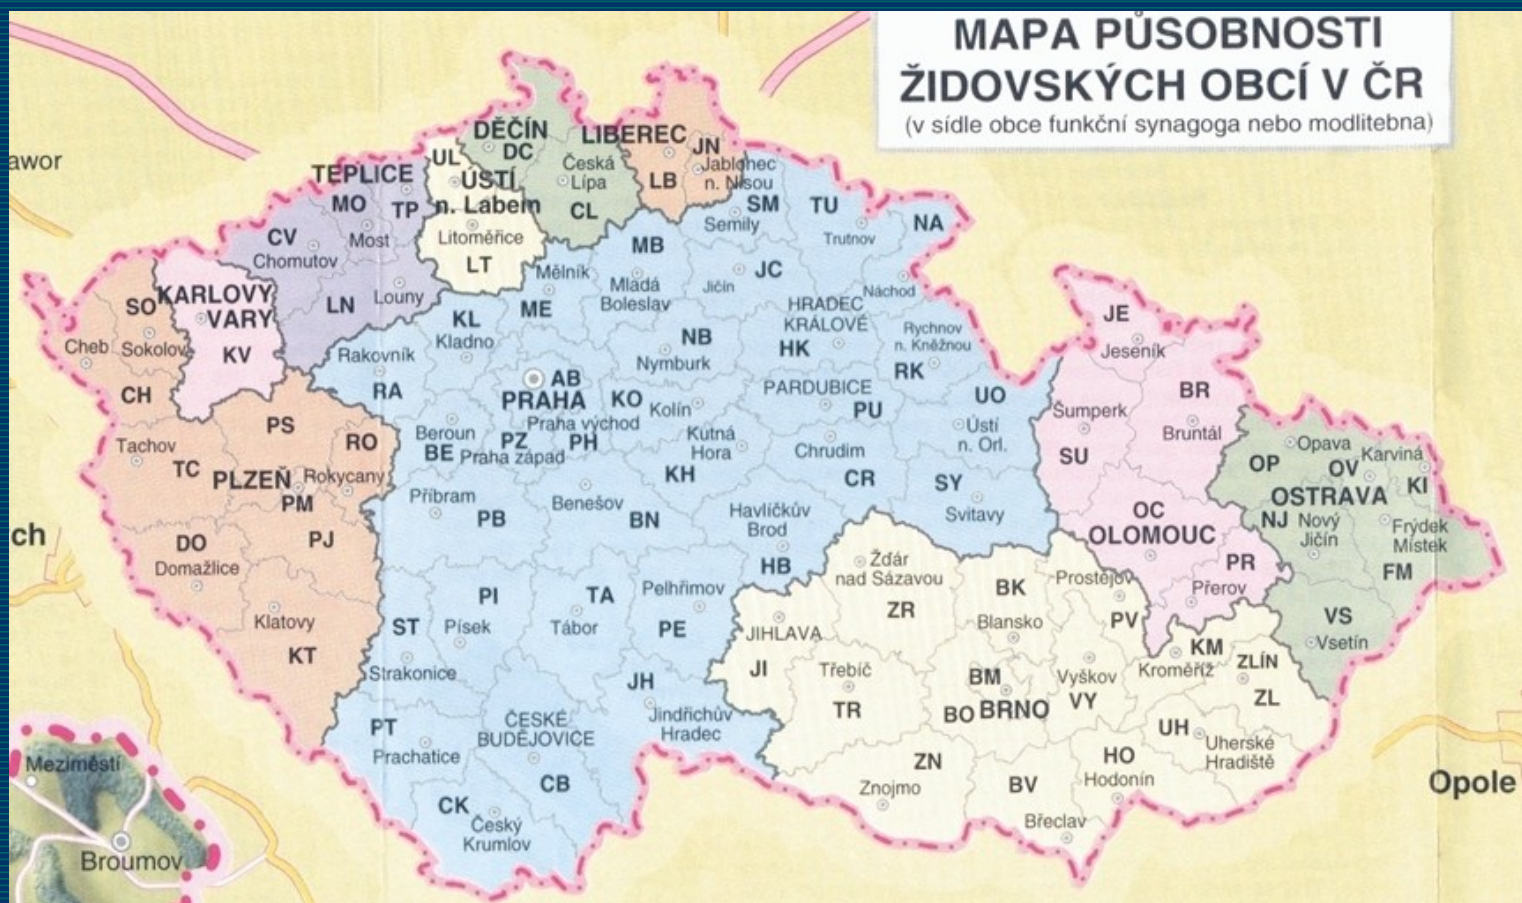 MAPA PŮSOBNOSTI
ŽIDOVSKÝCH OBCÍ V ČR
(v sídle obce funkční synagoga nebo modlitebna)
awor
DĚČÍN
DC
LIBEREC
JN
Jablonec
n. Nisou
LB
Česká
Lípa
CL
UL
ÚSTÍ
n. Labem
Litoměřice
LT
TEPLICE
MO
TP
Most
CV
Chomutov
LN
Louny
SM
Semily
TU
Trutnov
NA
Náchod
MB
Mladá
Boleslav
JC
Jičín
Mělník
ME
HRADEC
KRÁLOVÉ
HK
Rychnov
n. Kněžnou
RK
SO
Sokolov
KARLOVY
VARY
KV
Cheb
CH
KL
Kladno
Rakovník
RA
NB
Nymburk
AB
PRAHA
Praha východ
PZ
PH
Praha západ
KO
Kolín
Kutná
Hora
KH
PARDUBICE
PU
Chrudim
CR
UO
Ústí
n. Orl.
SY
Svitavy
JE
Jeseník
BR
Bruntál
Šumperk
SU
Tachov
TC
PS
RO
Rokycany
PLZEŇ
PM
PJ
DO
Domažlice
Klatovy
KT
Beroun
BE
Příbram
PB
Benešov
BN
Havlíčkův
Brod
HB
OP
Opava
OV
Karviná
KI
OSTRAVA
NJ
Nový
Jičín
Frýdek
Místek
FM
VS
Vsetín
OC
OLOMOUC
PR
Přerov
ch
PI
Písek
ST
Strakonice
TA
Tábor
Pelhřimov
PE
JH
Jindřichův
Hradec
PT
Prachatice
ČESKÉ
BUDĚJOVICE
CB
CK
Český
Krumlov
Žďár
nad Sázavou
ZR
JIHLAVA
JI
Třebíč
TR
BK
Blansko
Prostějov
PV
BM
BO
BRNO
Vyškov
VY
KM
Kroměříž
ZLÍN
ZL
UH
Uherské
Hradiště
ZN
Znojmo
BV
Břeclav
HO
Hodonín
Meziměstí
Broumov
Opole